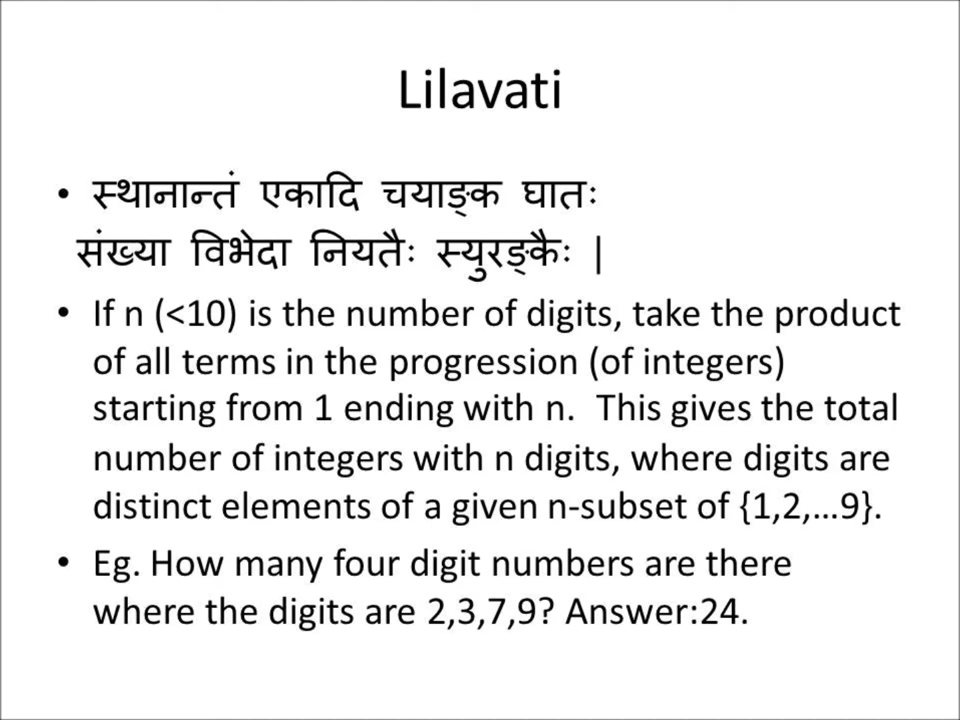 Lilavati
• स्थानान्तं एकादि चयाङ्क घातः
संख्या विभेदा नियतैः स्युरङ्कैः |
• If n (<10) is the number of digits, take the product
of all terms in the progression (of integers)
starting from 1 ending with n. This gives the total
number of integers with n digits, where digits are
distinct elements of a given n-subset of {1,2,…9}.
• Eg. How many four digit numbers are there
where the digits are 2,3,7,9? Answer:24.